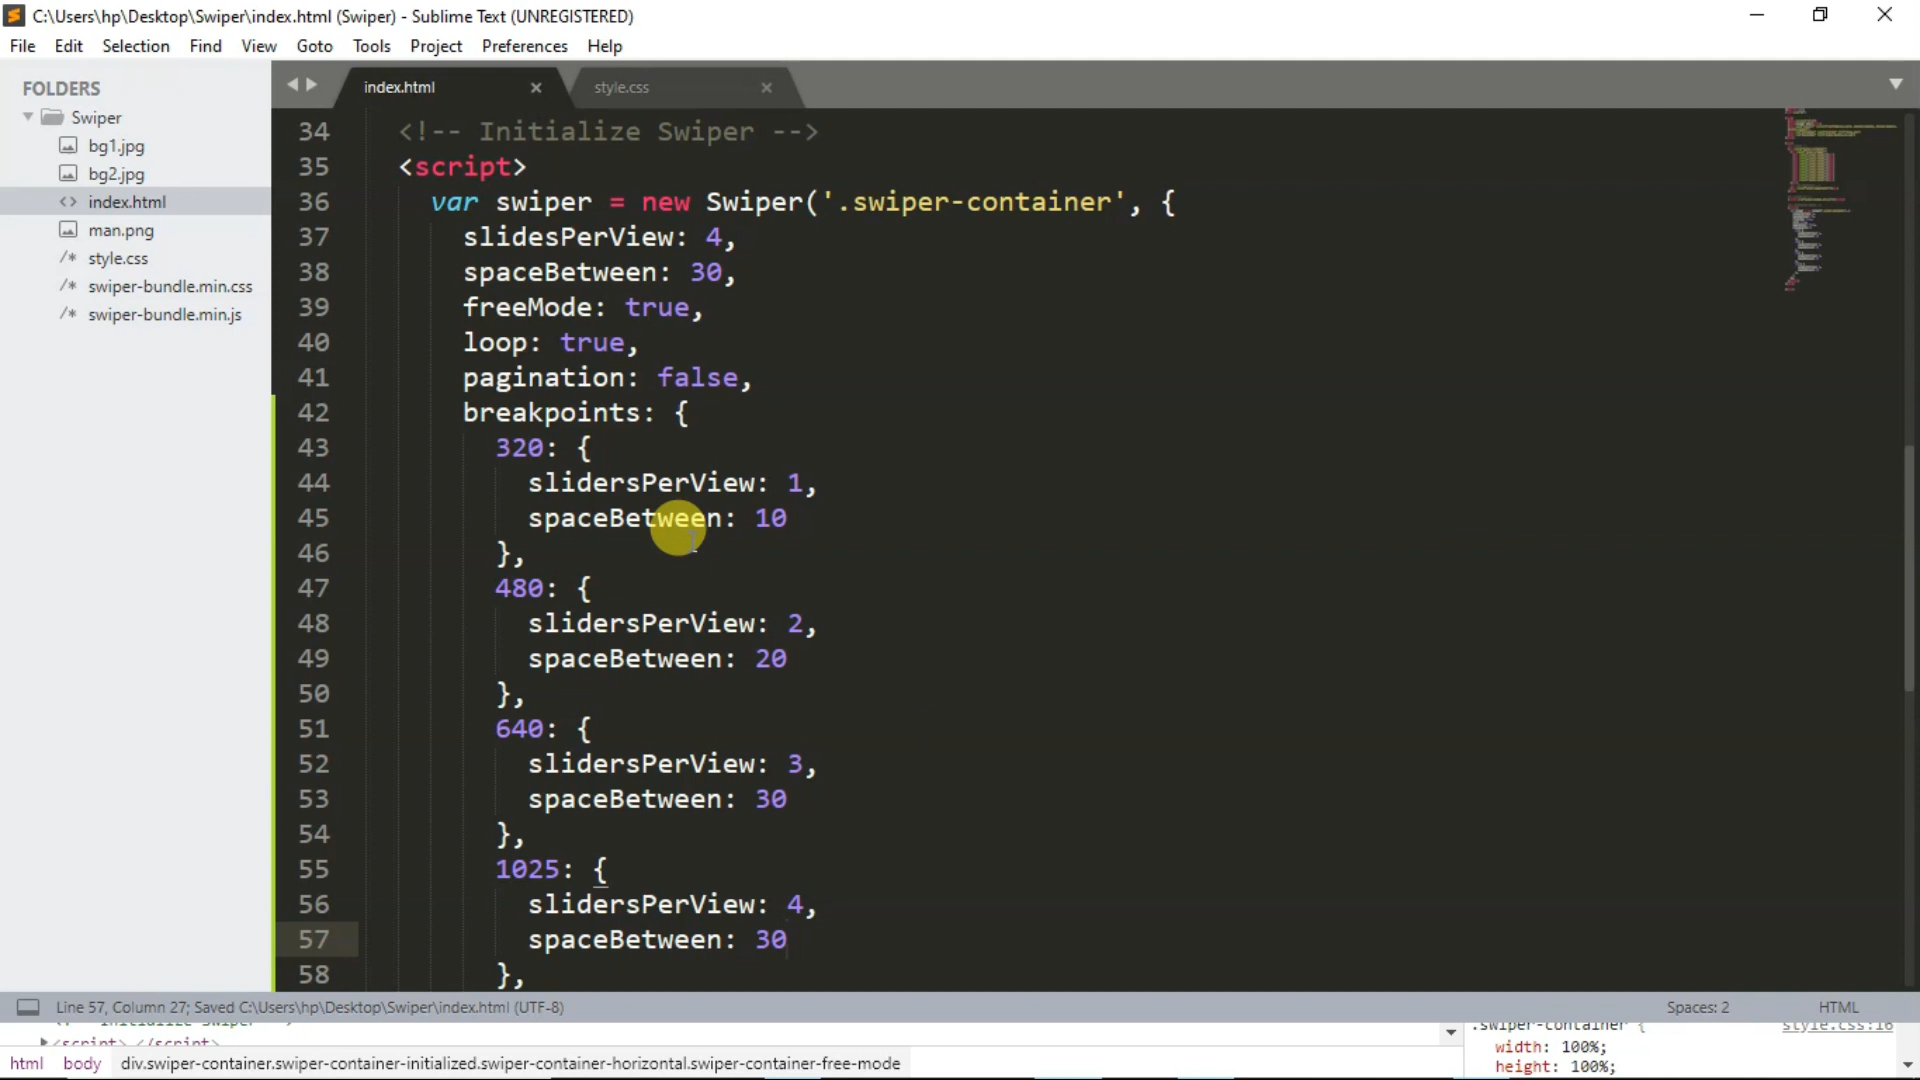 C:\Users\hp\Desktop\Swiper\index.html (Swiper) - Sublime Text (UNREGISTERED)
File Edit Selection Find View Goto Tools Project Preferences Help
FOLDERS
Swiper
bg1.jpg
bg2.jpg
index.html
man.png
style.css
swiper-bundle.min.css
swiper-bundle.min.js
index.html
style.css
34 <!-- Initialize Swiper -->
35 <script>
36 var swiper = new Swiper('.swiper-container', {
37 slidesPerView: 4,
38 spaceBetween: 30,
39 freeMode: true,
40 loop: true,
41 pagination: false,
42 breakpoints: {
43 320: {
44 slidersPerView: 1,
45 spaceBetween: 10
46 },
47 480: {
48 slidersPerView: 2,
49 spaceBetween: 20
50 },
51 640: {
52 slidersPerView: 3,
53 spaceBetween: 30
54 },
55 1025: {
56 slidersPerView: 4,
57 spaceBetween: 30
58 },
Line 57, Column 27; Saved C:\Users\hp\Desktop\Swiper\index.html (UTF-8)
Spaces: 2
HTML
.swiper-container {
style.css:16
width: 100%;
height: 100%;
html body div.swiper-container.swiper-container-initialized.swiper-container-horizontal.swiper-container-free-mode